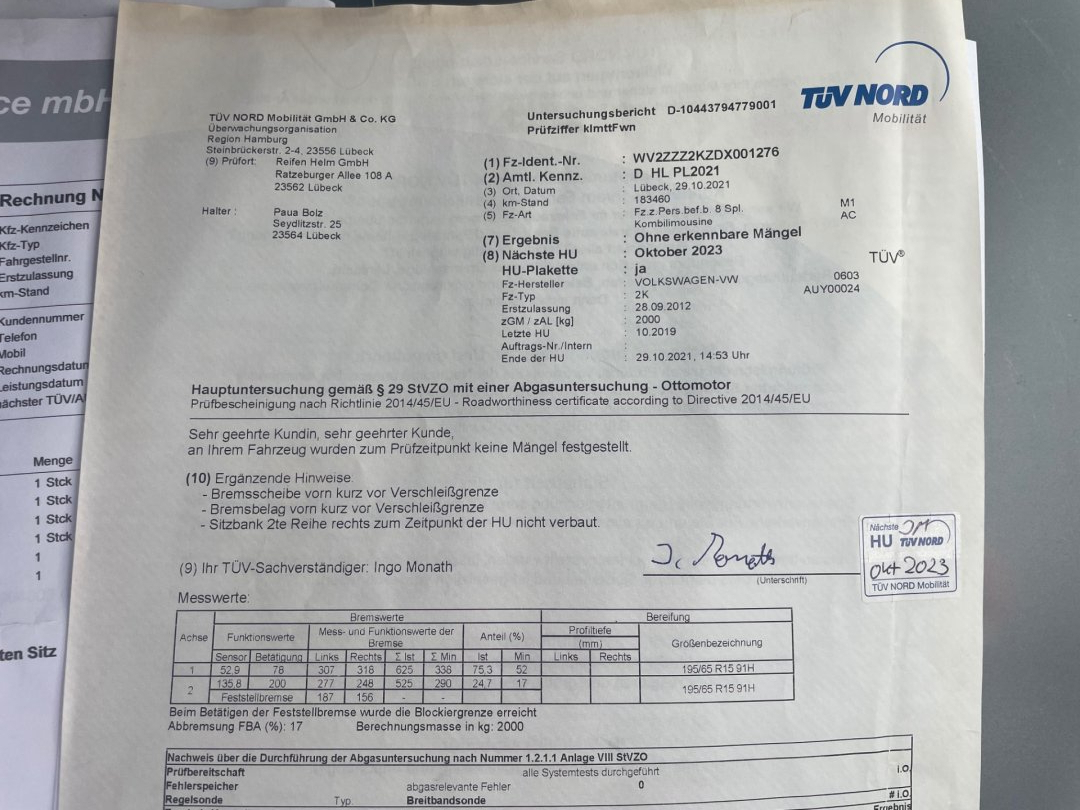 ce mbH
Rechnung N
Kfz-Kennzeichen
Kfz-Typ
Fahrgestellnr.
Erstzulassung
km-Stand
Kundennummer
Telefon
Mobil
Rechnungsdatum
Leistungsdatum
nächster TÜV/A
Menge
1 Stck
1 Stck
1 Stck
1 Stck
1
1
ten Sitz
TÜV NORD
Mobilität
TÜV NORD Mobilität GmbH & Co. KG
Überwachungsorganisation
Region Hamburg
Steinbrückerstr. 2-4, 23556 Lübeck
(9) Prüfort: Reifen Helm GmbH
Ratzeburger Allee 108 A
23562 Lübeck
Halter : Paua Bolz
Seydlitzstr. 25
23564 Lübeck
Untersuchungsbericht D-10443794779001
Prüfziffer klmttFwn
(1) Fz-Ident.-Nr. : WV2ZZZ2KZDX001276
(2) Amtl. Kennz. : D HL PL2021
(3) Ort, Datum : Lübeck, 29.10.2021
(4) km-Stand : 183460
(5) Fz-Art : Fz.z.Pers.bef.b. 8 Spl. M1
Kombilimousine AC
(7) Ergebnis : Ohne erkennbare Mängel
(8) Nächste HU : Oktober 2023
HU-Plakette : ja TÜV®
Fz-Hersteller : VOLKSWAGEN-VW 0603
Fz-Typ : 2K AUY00024
Erstzulassung : 28.09.2012
zGM / zAL [kg] : 2000
Letzte HU : 10.2019
Auftrags-Nr./Intern :
Ende der HU : 29.10.2021, 14:53 Uhr
Hauptuntersuchung gemäß § 29 StVZO mit einer Abgasuntersuchung - Ottomotor
Prüfbescheinigung nach Richtlinie 2014/45/EU - Roadworthiness certificate according to Directive 2014/45/EU
Sehr geehrte Kundin, sehr geehrter Kunde,
an Ihrem Fahrzeug wurden zum Prüfzeitpunkt keine Mängel festgestellt.
(10) Ergänzende Hinweise:
- Bremsscheibe vorn kurz vor Verschleißgrenze
- Bremsbelag vorn kurz vor Verschleißgrenze
- Sitzbank 2te Reihe rechts zum Zeitpunkt der HU nicht verbaut.
(9) Ihr TÜV-Sachverständiger: Ingo Monath
I. Monath
(Unterschrift)
Nächste IM
HU TÜV NORD
Okt 2023
TÜV NORD Mobilität
Messwerte:
Bremswerte Bereifung
Achse Funktionswerte Mess- und Funktionswerte der Bremse Anteil (%) Profiltiefe (mm) Größenbezeichnung
Sensor Betätigung Links Rechts Σ Ist Σ Min Ist Min Links Rechts
1 52,9 78 307 318 625 338 75,3 52 195/65 R15 91H
2 135,8 200 277 248 525 290 24,7 17 195/65 R15 91H
Feststellbremse 187 156 - -
Beim Betätigen der Feststellbremse wurde die Blockiergrenze erreicht
Abbremsung FBA (%): 17 Berechnungsmasse in kg: 2000
Nachweis über die Durchführung der Abgasuntersuchung nach Nummer 1.2.1.1 Anlage VIII StVZO
Prüfbereitschaft alle Systemtests durchgeführt i.O.
Fehlerspeicher abgasrelevante Fehler 0 # i.O.
Regelsonde Typ. Breitbandsonde Ergebnis